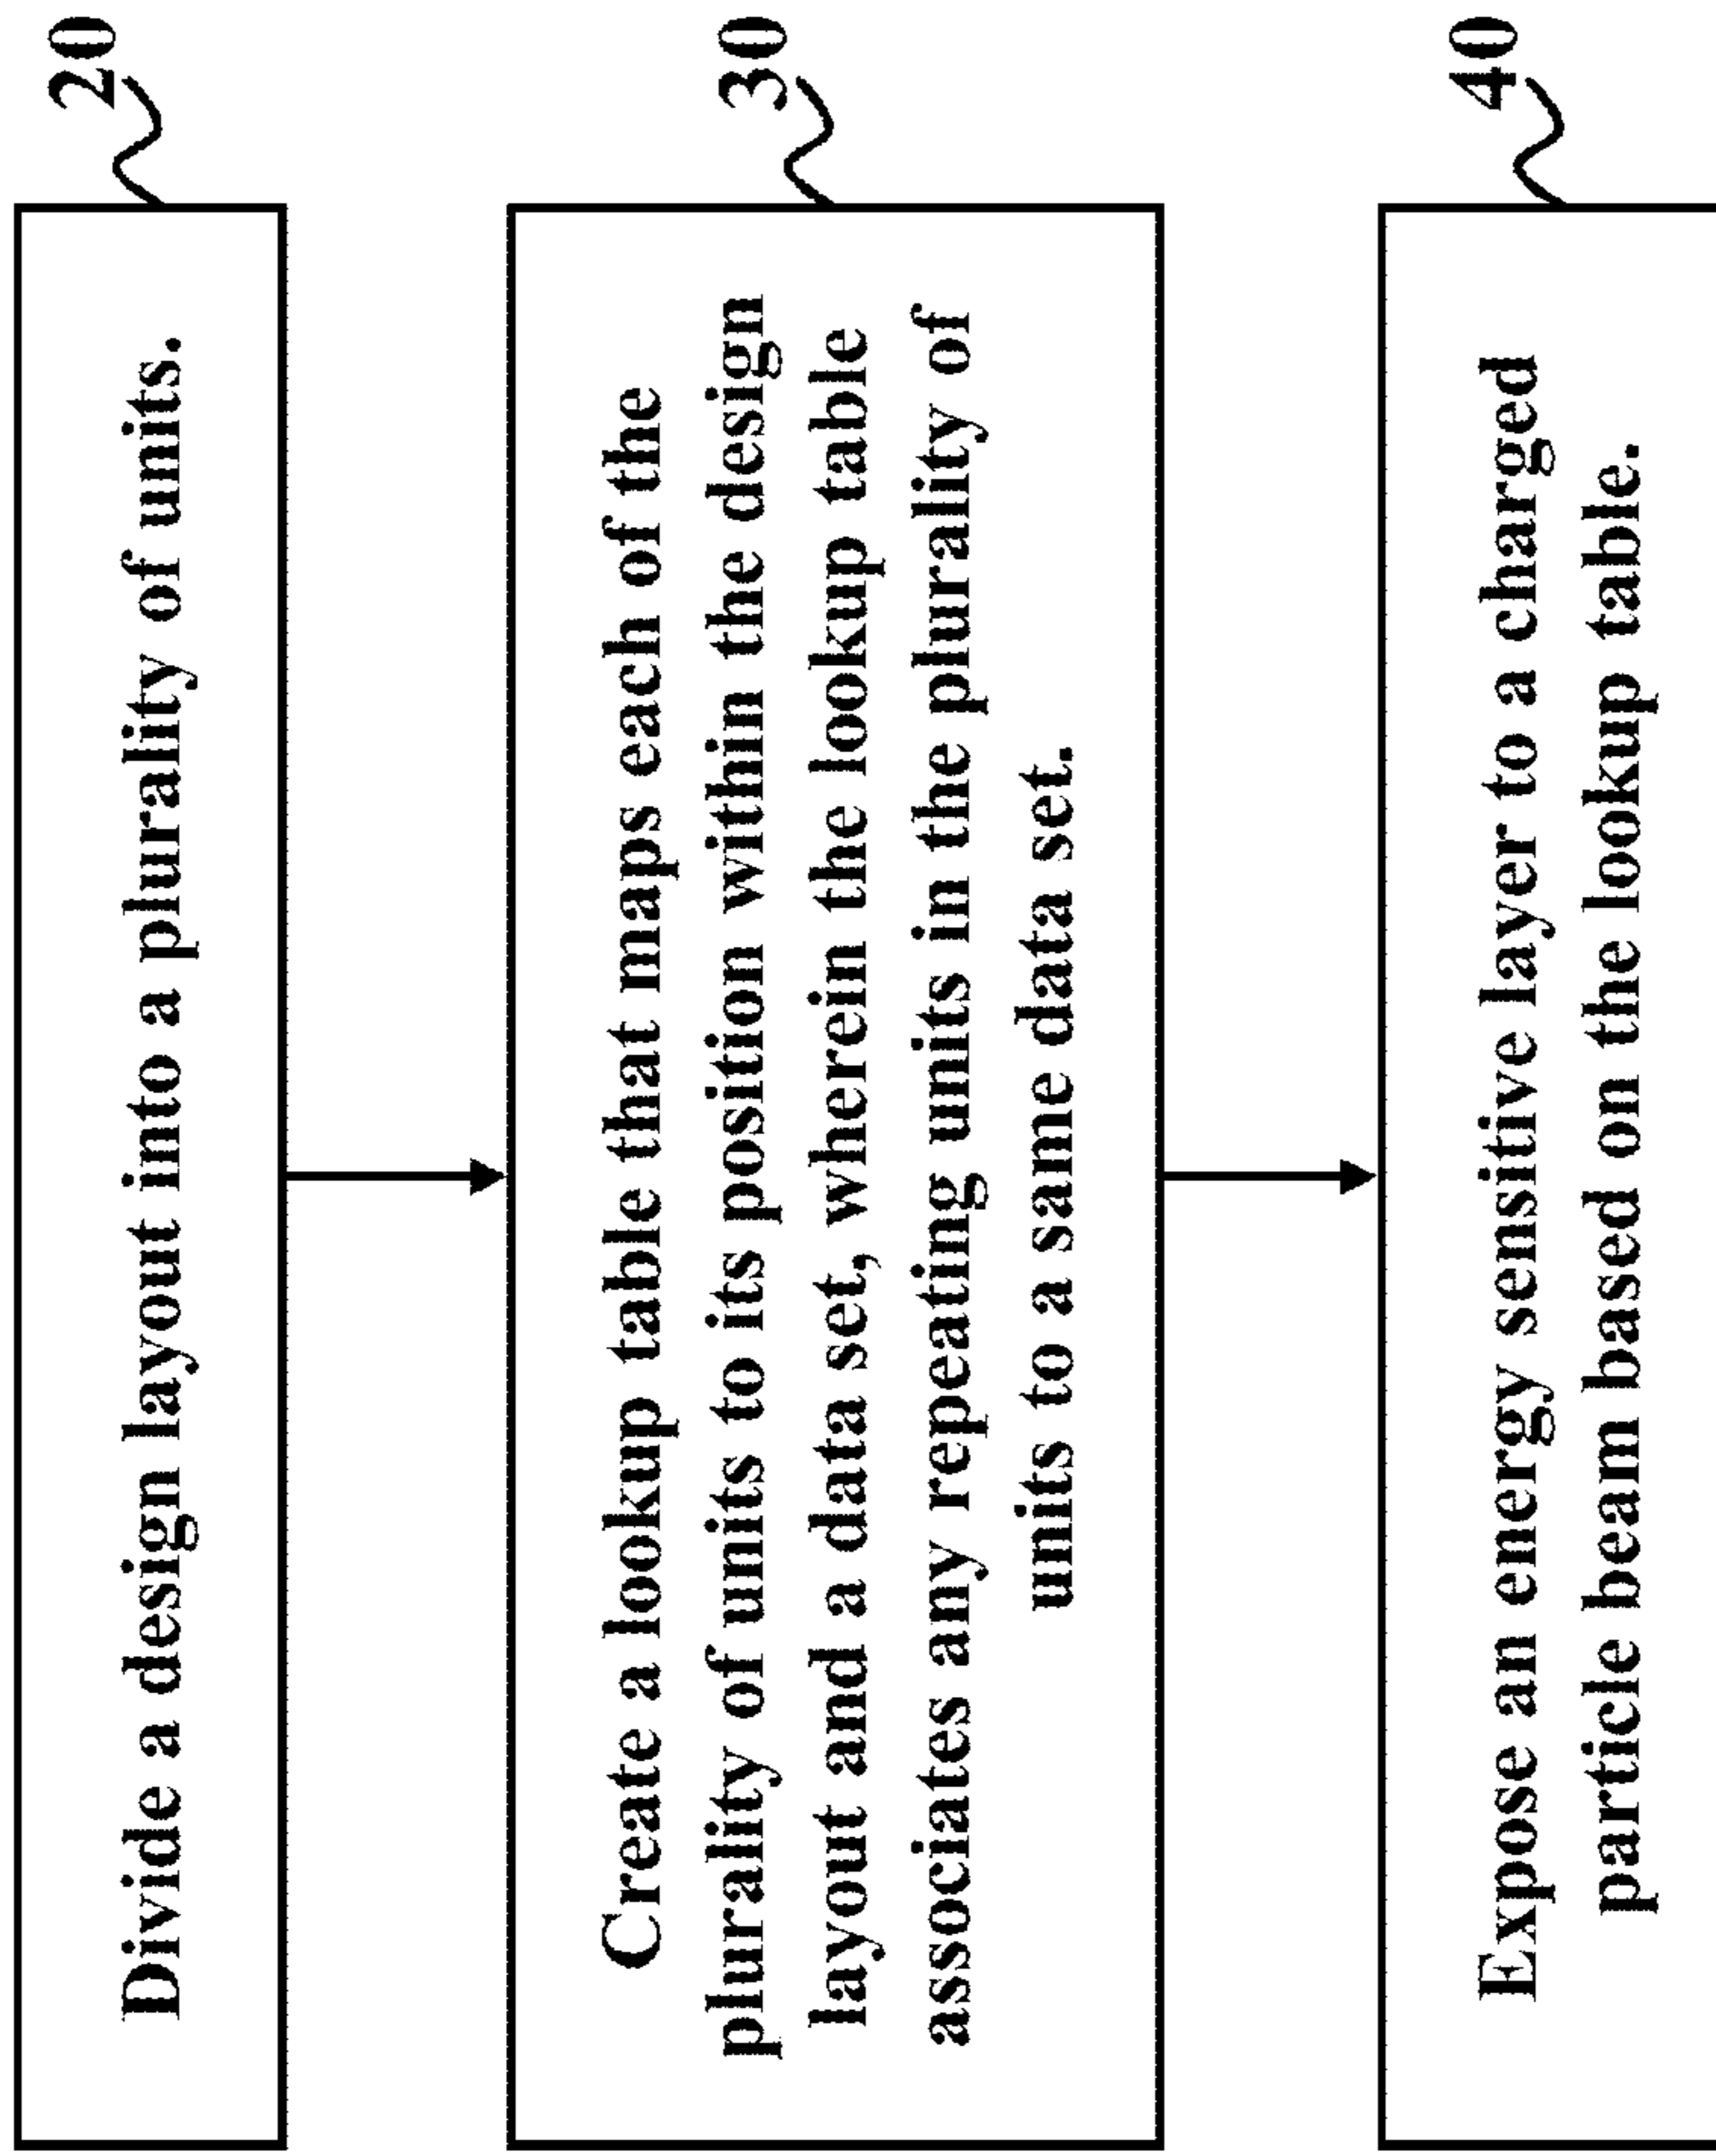 Divide a design layout into a plurality of units.
20
Create a lookup table that maps each of the
plurality of units to its position within the design
layout and a data set, wherein the lookup table
associates any repeating units in the plurality of
units to a same data set.
30
Expose an energy sensitive layer to a charged
particle beam based on the lookup table.
40